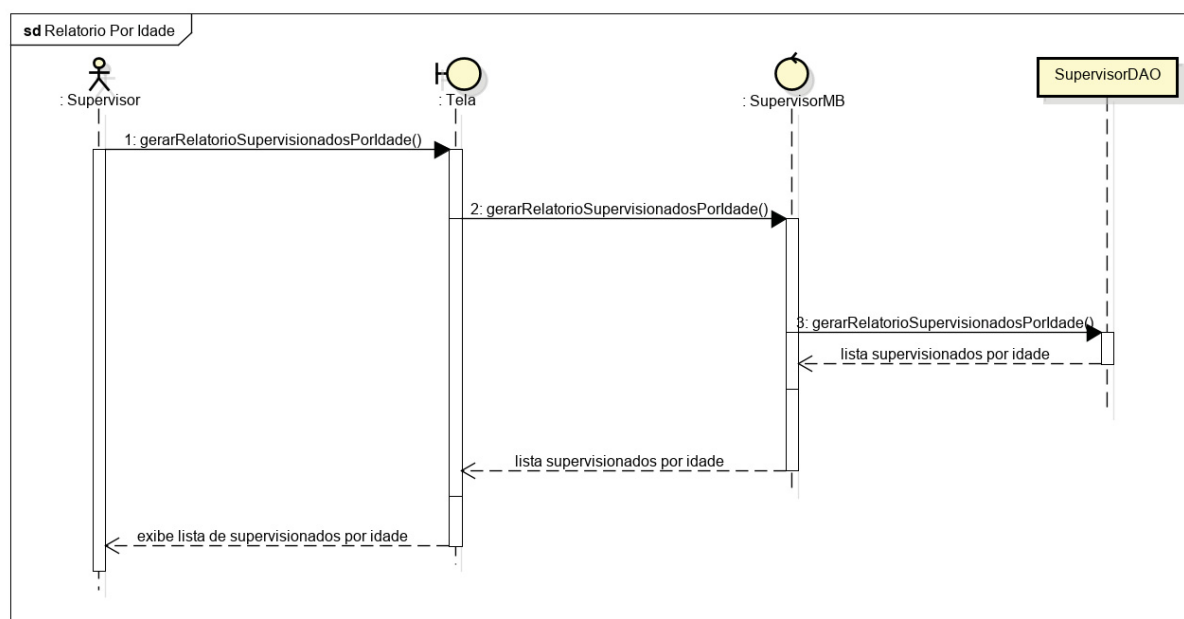 sd Relatorio Por Idade
: Supervisor
: Tela
: SupervisorMB
SupervisorDAO
1: gerarRelatorioSupervisionadosPorIdade()
2: gerarRelatorioSupervisionadosPorIdade()
3: gerarRelatorioSupervisionadosPorIdade()
lista supervisionados por idade
lista supervisionados por idade
exibe lista de supervisionados por idade